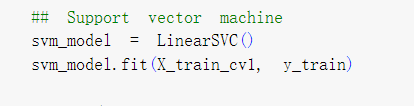 ## Support vector machine
svm_model = LinearSVC()
svm_model.fit(X_train_cv1, y_train)